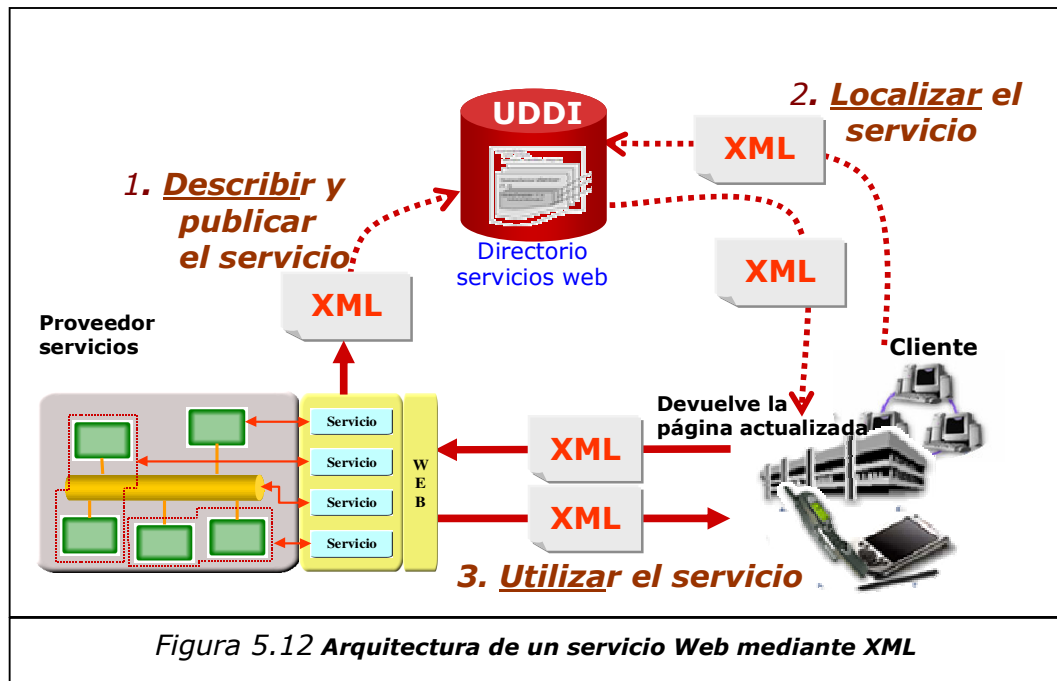 UDDI
Directorio
servicios web
1. Describir y
publicar
el servicio
XML
2. Localizar el
servicio
XML
XML
Proveedor
servicios
Cliente
Devuelve la
página actualizada
Servicio
Servicio
Servicio
Servicio
W
E
B
XML
XML
3. Utilizar el servicio
Figura 5.12 Arquitectura de un servicio Web mediante XML